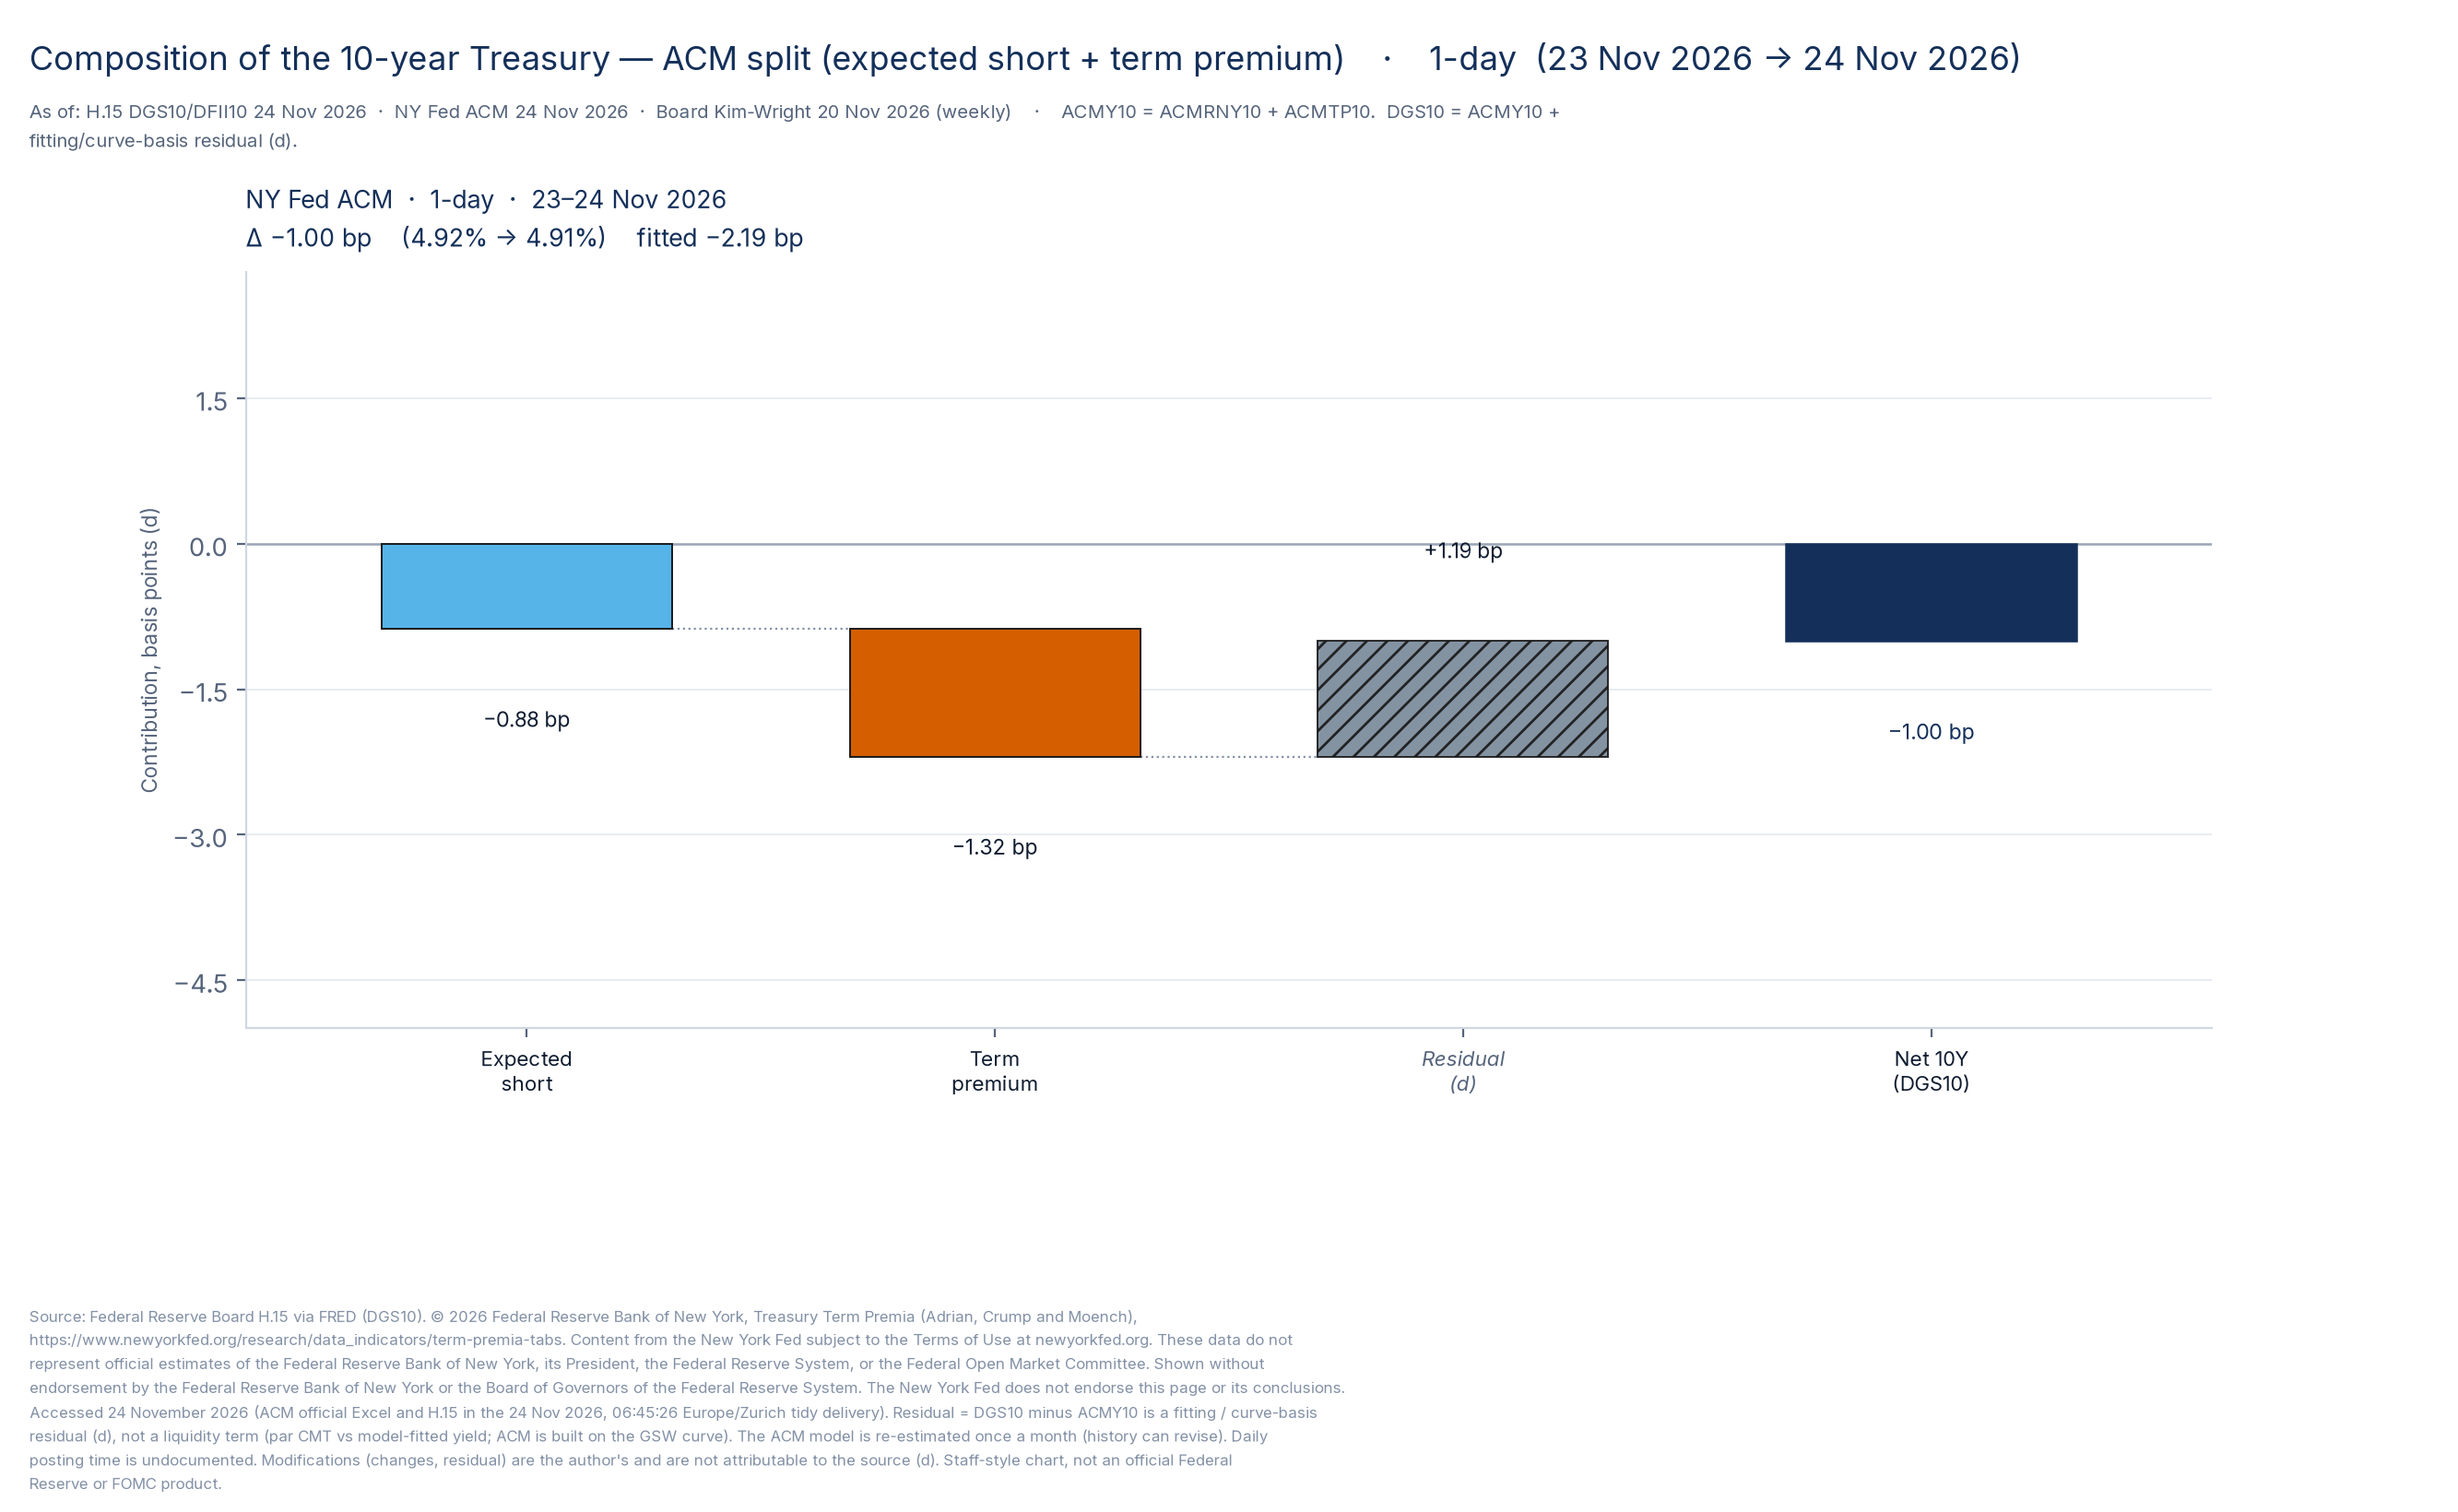 Composition of the 10-year Treasury — ACM split (expected short + term premium) · 1-day (23 Nov 2026 → 24 Nov 2026)
As of: H.15 DGS10/DFII10 24 Nov 2026 · NY Fed ACM 24 Nov 2026 · Board Kim-Wright 20 Nov 2026 (weekly) · ACMY10 = ACMRNY10 + ACMTP10. DGS10 = ACMY10 +
fitting/curve-basis residual (d).
NY Fed ACM · 1-day · 23–24 Nov 2026
Δ −1.00 bp (4.92% → 4.91%) fitted −2.19 bp
Contribution, basis points (d)
1.5
0.0
−1.5
−3.0
−4.5
−0.88 bp
−1.32 bp
+1.19 bp
−1.00 bp
Expected
short
Term
premium
Residual
(d)
Net 10Y
(DGS10)
Source: Federal Reserve Board H.15 via FRED (DGS10). © 2026 Federal Reserve Bank of New York, Treasury Term Premia (Adrian, Crump and Moench),
https://www.newyorkfed.org/research/data_indicators/term-premia-tabs. Content from the New York Fed subject to the Terms of Use at newyorkfed.org. These data do not
represent official estimates of the Federal Reserve Bank of New York, its President, the Federal Reserve System, or the Federal Open Market Committee. Shown without
endorsement by the Federal Reserve Bank of New York or the Board of Governors of the Federal Reserve System. The New York Fed does not endorse this page or its conclusions.
Accessed 24 November 2026 (ACM official Excel and H.15 in the 24 Nov 2026, 06:45:26 Europe/Zurich tidy delivery). Residual = DGS10 minus ACMY10 is a fitting / curve-basis
residual (d), not a liquidity term (par CMT vs model-fitted yield; ACM is built on the GSW curve). The ACM model is re-estimated once a month (history can revise). Daily
posting time is undocumented. Modifications (changes, residual) are the author's and are not attributable to the source (d). Staff-style chart, not an official Federal
Reserve or FOMC product.